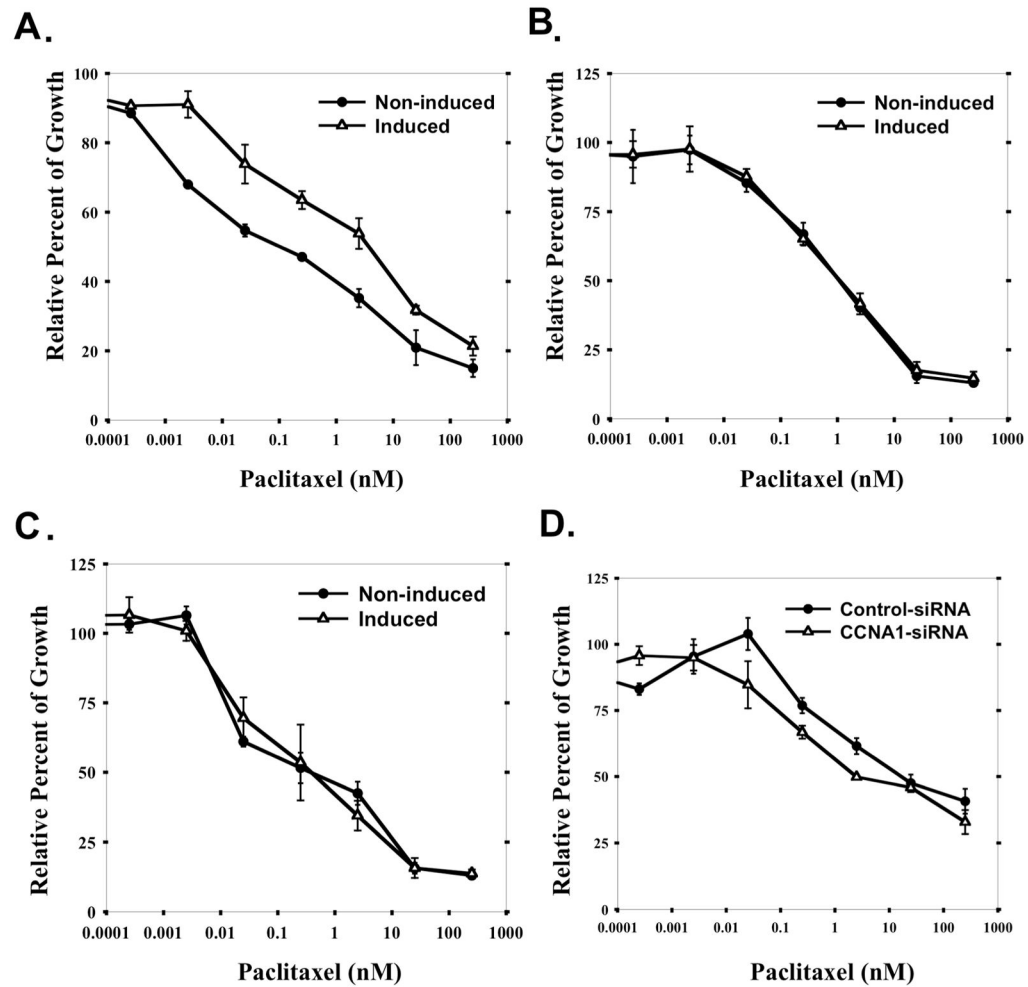 A.
Relative Percent of Growth
100
80
60
40
20
0
Non-induced
Induced
0.0001 0.001 0.01 0.1 1 10 100 1000
Paclitaxel (nM)
B.
Relative Percent of Growth
125
100
75
50
25
0
Non-induced
Induced
0.0001 0.001 0.01 0.1 1 10 100 1000
Paclitaxel (nM)
C.
Relative Percent of Growth
125
100
75
50
25
0
Non-induced
Induced
0.0001 0.001 0.01 0.1 1 10 100 1000
Paclitaxel (nM)
D.
Relative Percent of Growth
125
100
75
50
25
0
Control-siRNA
CCNA1-siRNA
0.0001 0.001 0.01 0.1 1 10 100 1000
Paclitaxel (nM)